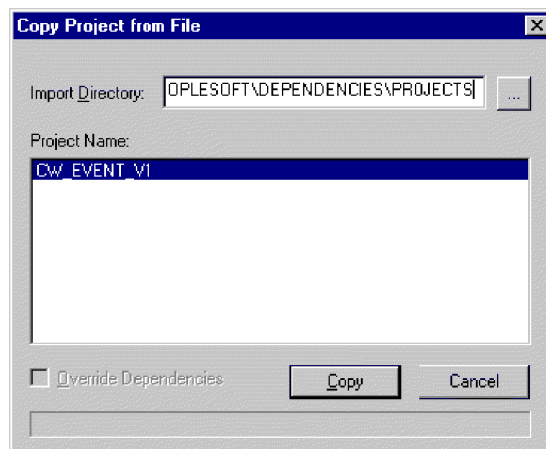 Copy Project from File
Import Directory: OPLESOFT\DEPENDENCIES\PROJECTS ...
Project Name:
CW_EVENT_V1
Override Dependencies Copy Cancel